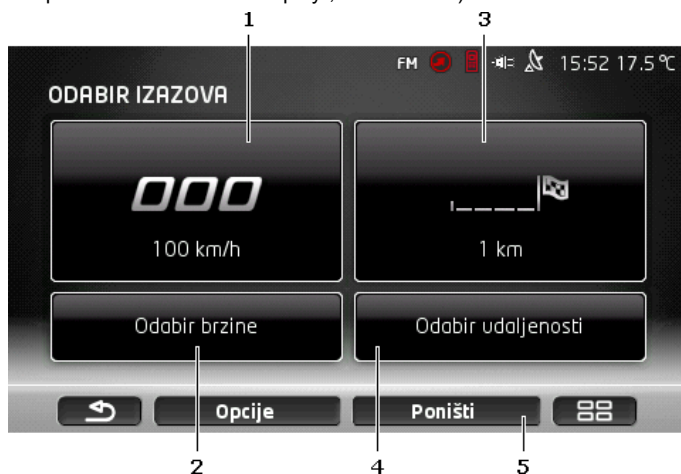 1 3
FM 15:52 17.5 °C
ODABIR IZAZOVA
000
100 km/h 1 km
Odabir brzine Odabir udaljenosti
Opcije Poništi
2 4 5